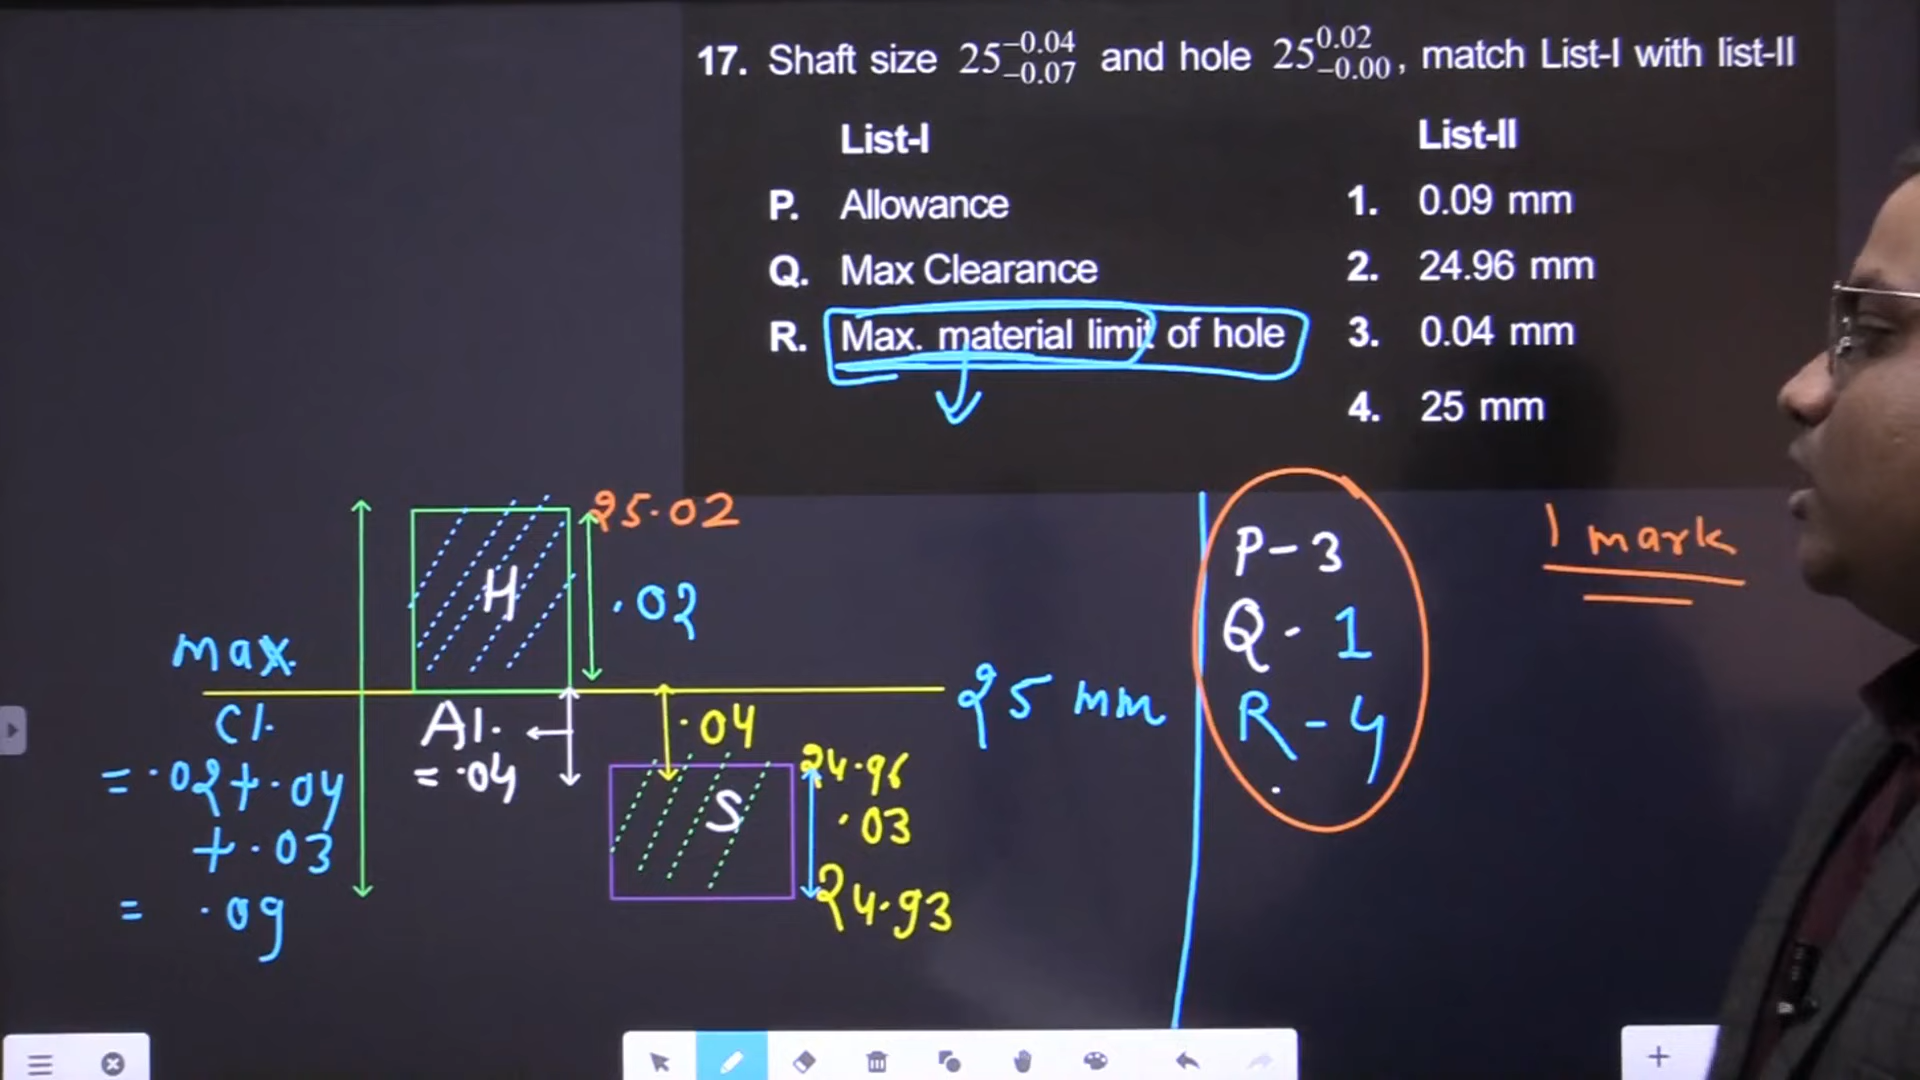 17. Shaft size 25 −0.04 −0.07 and hole 25 0.02 −0.00, match List-I with list-II
List-I List-II
P. Allowance 1. 0.09 mm
Q. Max Clearance 2. 24.96 mm
R. Max. material limit of hole 3. 0.04 mm
4. 25 mm
25.02
H
.02
max.
Cl.
= .02 + .04
+ .03
= .09
Al.
= .04
.04
25 mm
S
24.96
.03
24.93
P - 3
Q - 1
R - 4
1 mark